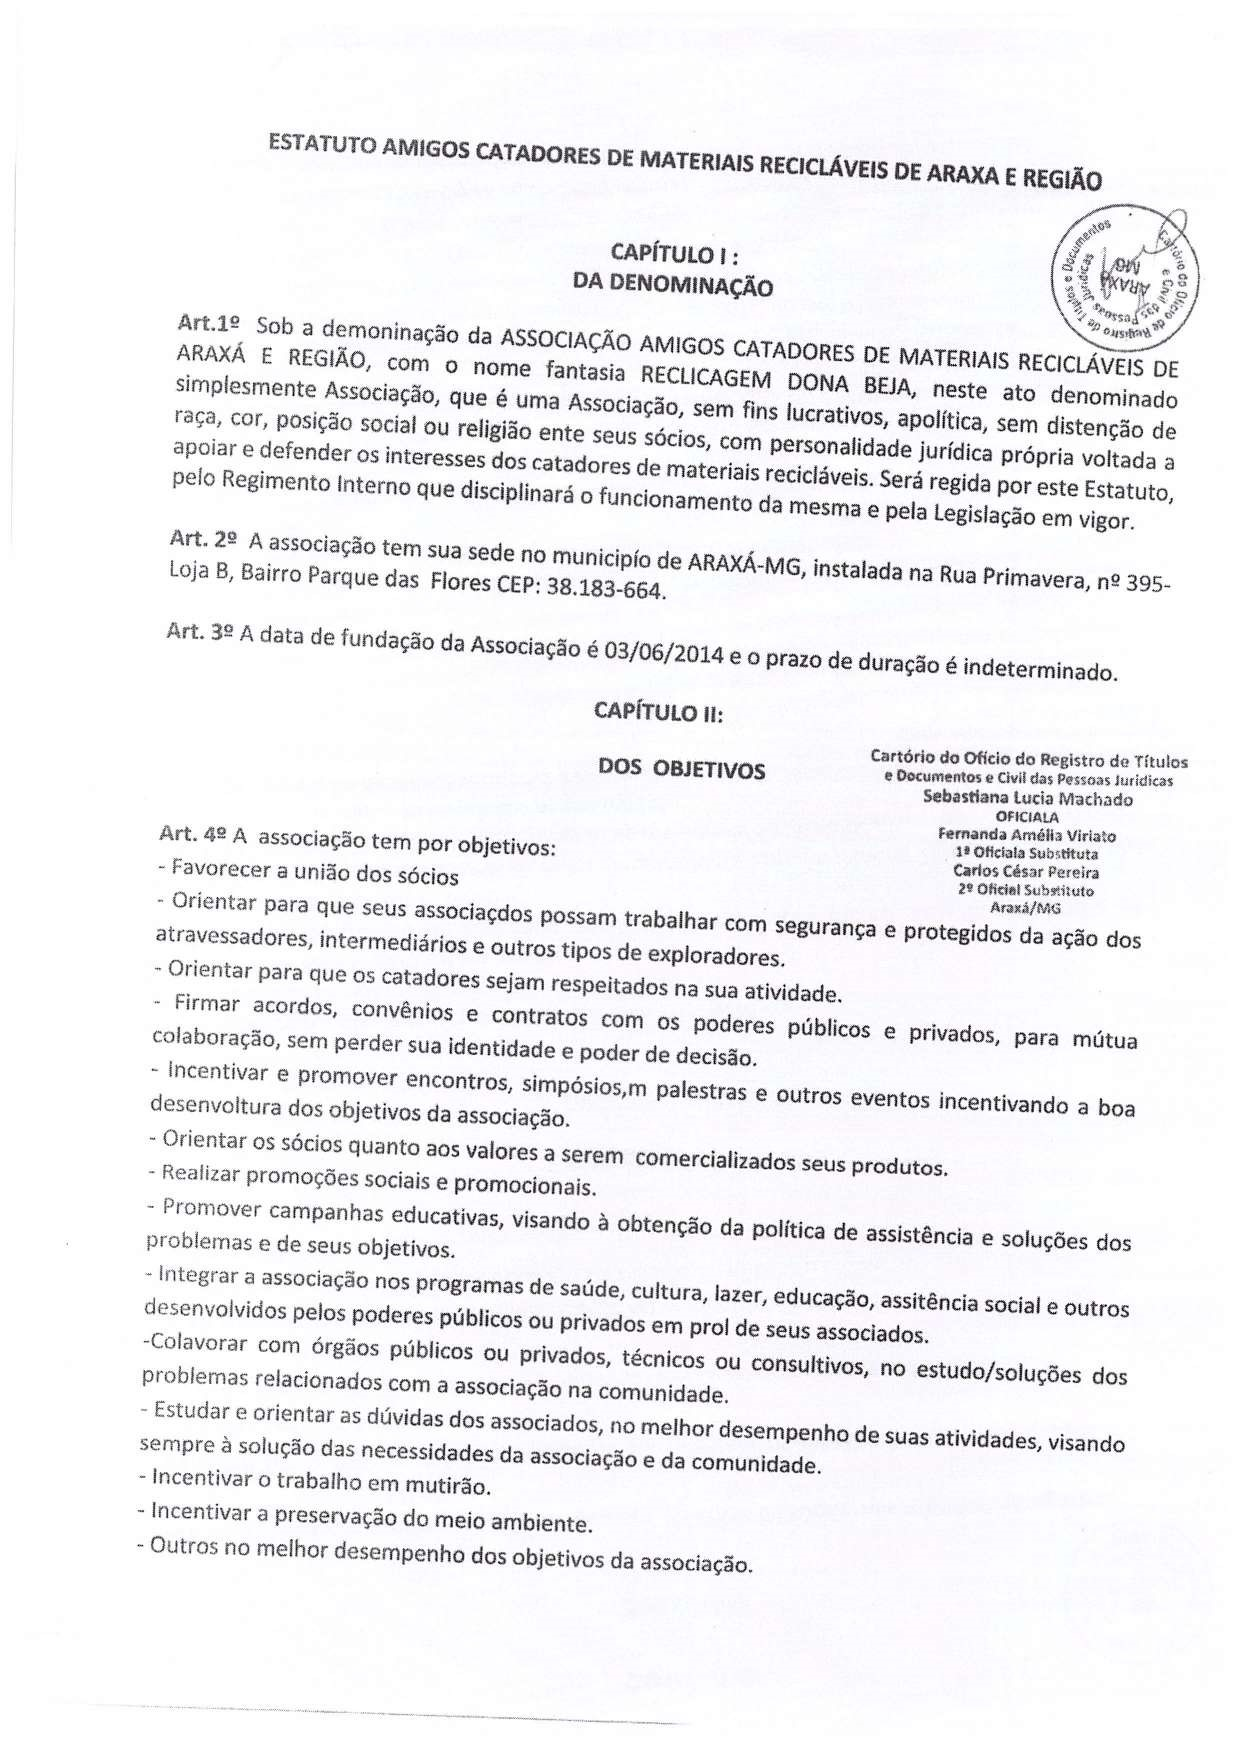 ESTATUTO AMIGOS CATADORES DE MATERIAIS RECICLÁVEIS DE ARAXA E REGIÃO
CAPÍTULO I :
DA DENOMINAÇÃO
Cartório do Ofício de Registro de Títulos e Documentos
e Civil das Pessoas Jurídicas
ARAXÁ
MG
Art.1º Sob a demoninação da ASSOCIAÇÃO AMIGOS CATADORES DE MATERIAIS RECICLÁVEIS DE
ARAXÁ E REGIÃO, com o nome fantasia RECLICAGEM DONA BEJA, neste ato denominado
simplesmente Associação, que é uma Associação, sem fins lucrativos, apolítica, sem distenção de
raça, cor, posição social ou religião ente seus sócios, com personalidade jurídica própria voltada a
apoiar e defender os interesses dos catadores de materiais recicláveis. Será regida por este Estatuto,
pelo Regimento Interno que disciplinará o funcionamento da mesma e pela Legislação em vigor.
Art. 2º A associação tem sua sede no municipío de ARAXÁ-MG, instalada na Rua Primavera, nº 395-
Loja B, Bairro Parque das Flores CEP: 38.183-664.
Art. 3º A data de fundação da Associação é 03/06/2014 e o prazo de duração é indeterminado.
CAPÍTULO II:
DOS OBJETIVOS
Cartório do Ofício do Registro de Títulos
e Documentos e Civil das Pessoas Jurídicas
Sebastiana Lucia Machado
OFICIALA
Fernanda Amélia Viriato
1ª Oficiala Substituta
Carlos César Pereira
2º Oficial Substituto
Araxá/MG
Art. 4º A associação tem por objetivos:
- Favorecer a união dos sócios
- Orientar para que seus associaçdos possam trabalhar com segurança e protegidos da ação dos
atravessadores, intermediários e outros tipos de exploradores.
- Orientar para que os catadores sejam respeitados na sua atividade.
- Firmar acordos, convênios e contratos com os poderes públicos e privados, para mútua
colaboração, sem perder sua identidade e poder de decisão.
- Incentivar e promover encontros, simpósios,m palestras e outros eventos incentivando a boa
desenvoltura dos objetivos da associação.
- Orientar os sócios quanto aos valores a serem comercializados seus produtos.
- Realizar promoções sociais e promocionais.
- Promover campanhas educativas, visando à obtenção da política de assistência e soluções dos
problemas e de seus objetivos.
- Integrar a associação nos programas de saúde, cultura, lazer, educação, assitência social e outros
desenvolvidos pelos poderes públicos ou privados em prol de seus associados.
-Colavorar com órgãos públicos ou privados, técnicos ou consultivos, no estudo/soluções dos
problemas relacionados com a associação na comunidade.
- Estudar e orientar as dúvidas dos associados, no melhor desempenho de suas atividades, visando
sempre à solução das necessidades da associação e da comunidade.
- Incentivar o trabalho em mutirão.
- Incentivar a preservação do meio ambiente.
- Outros no melhor desempenho dos objetivos da associação.